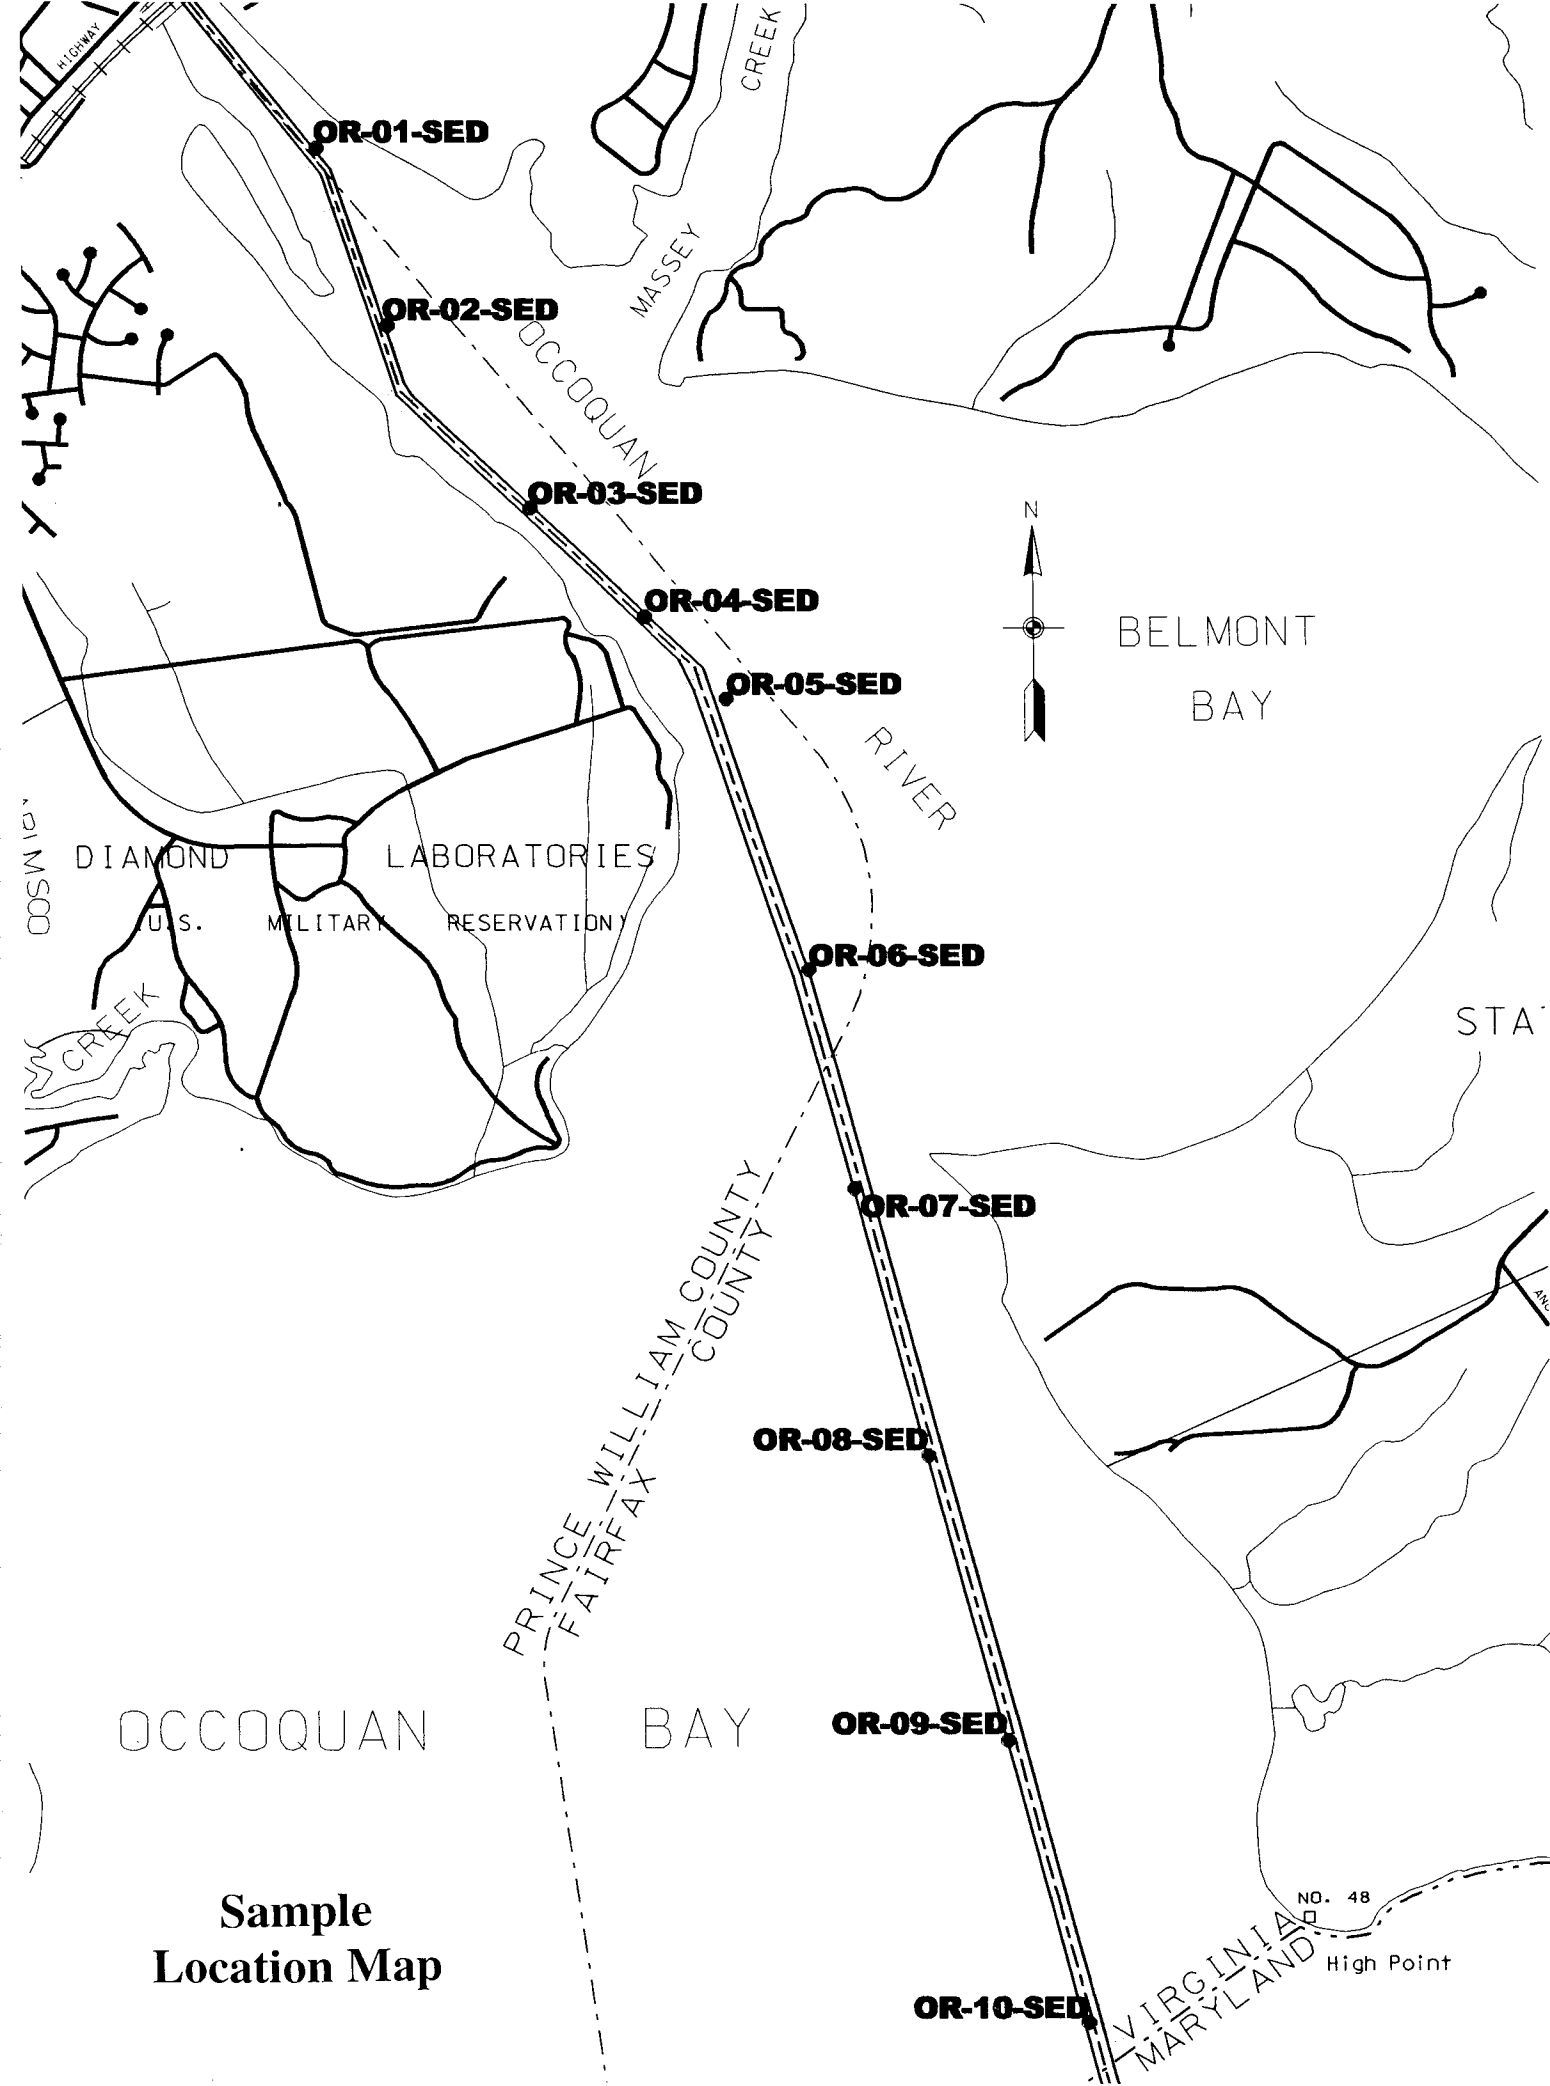 HIGHWAY
CREEK
OR-01-SED
MASSEY
OR-02-SED
OCCOQUAN
OR-03-SED
N
OR-04-SED
BELMONT
BAY
OR-05-SED
RIVER
DIAMOND LABORATORIES
(U.S. MILITARY RESERVATION)
OR-06-SED
CREEK
STA
OR-07-SED
PRINCE WILLIAM COUNTY
FAIRFAX COUNTY
OR-08-SED
OCCOQUAN BAY
OR-09-SED
NO. 48
High Point
VIRGINIA
MARYLAND
OR-10-SED
Sample
Location Map